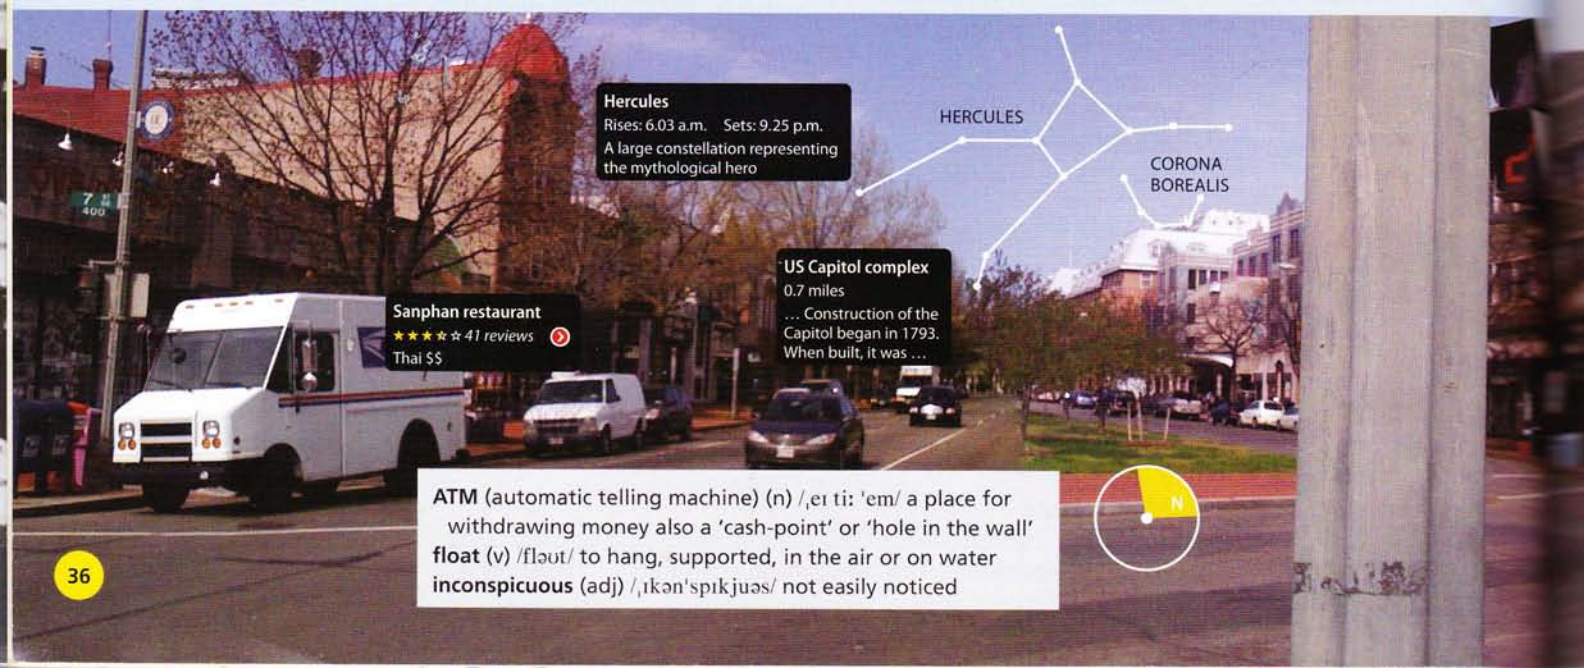 Hercules
Rises: 6.03 a.m. Sets: 9.25 p.m.
A large constellation representing
the mythological hero
HERCULES
CORONA
BOREALIS
7
400
US Capitol complex
0.7 miles
... Construction of the
Capitol began in 1793.
When built, it was ...
Sanphan restaurant
★★★⯪☆ 41 reviews
Thai $$
ATM (automatic telling machine) (n) /ˌeɪ tiː ˈem/ a place for
withdrawing money also a ‘cash-point’ or ‘hole in the wall’
float (v) /fləʊt/ to hang, supported, in the air or on water
inconspicuous (adj) /ˌɪkənˈspɪkjuəs/ not easily noticed
N
36